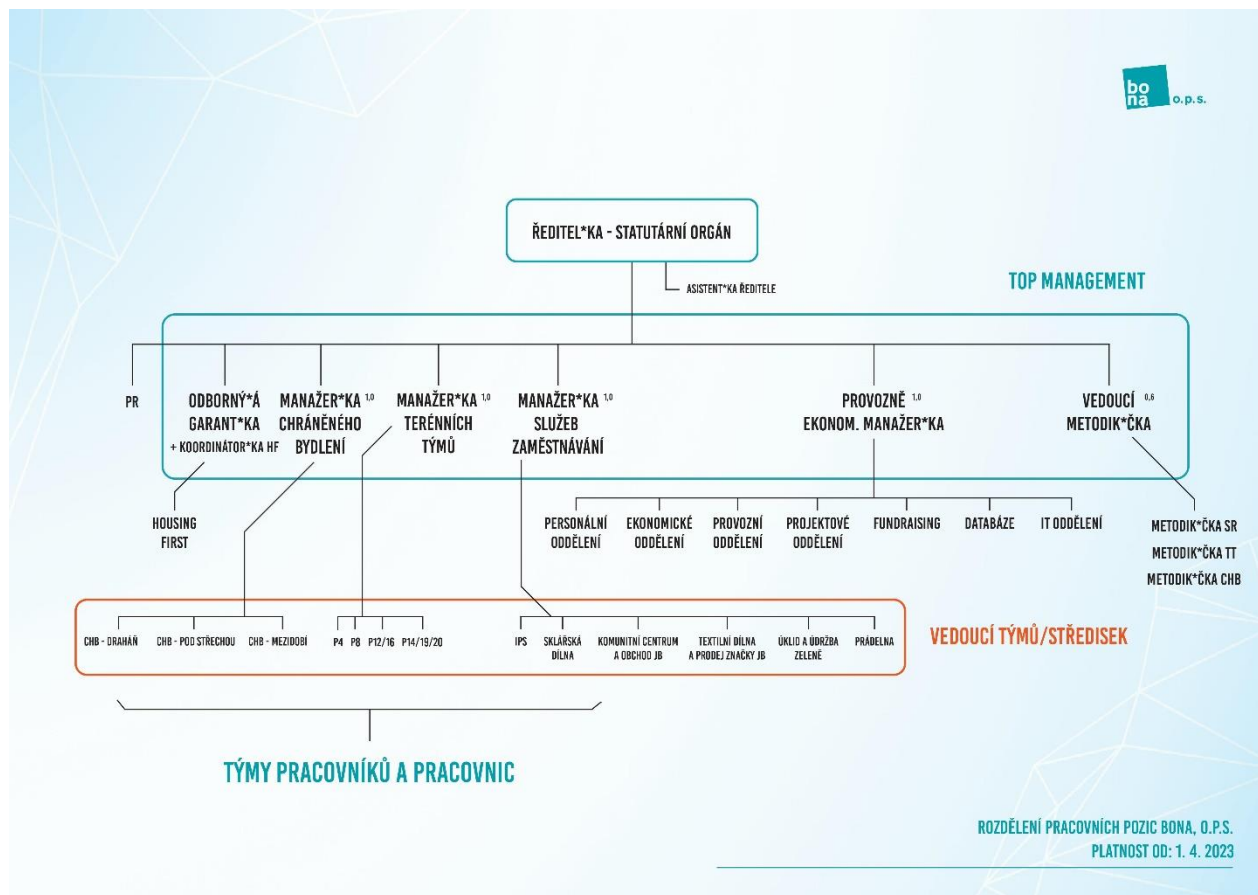 bo
na o.p.s.
ŘEDITEL*KA - STATUTÁRNÍ ORGÁN
ASISTENT*KA ŘEDITELE
TOP MANAGEMENT
PR
ODBORNÝ*Á
GARANT*KA
+ KOORDINÁTOR*KA HF
MANAŽER*KA 1,0
CHRÁNĚNÉHO
BYDLENÍ
MANAŽER*KA 1,0
TERÉNNÍCH
TÝMŮ
MANAŽER*KA 1,0
SLUŽEB
ZAMĚSTNÁVÁNÍ
PROVOZNĚ 1,0
EKONOM. MANAŽER*KA
VEDOUCÍ 0,6
METODIK*ČKA
HOUSING
FIRST
PERSONÁLNÍ
ODDĚLENÍ
EKONOMICKÉ
ODDĚLENÍ
PROVOZNÍ
ODDĚLENÍ
PROJEKTOVÉ
ODDĚLENÍ
FUNDRAISING
DATABÁZE
IT ODDĚLENÍ
METODIK*ČKA SR
METODIK*ČKA TT
METODIK*ČKA CHB
CHB - DRAHÁŇ
CHB - POD STŘECHOU
CHB - MEZIDOBÍ
P4
P8
P12/16
P14/19/20
IPS
SKLÁŘSKÁ
DÍLNA
KOMUNITNÍ CENTRUM
A OBCHOD JB
TEXTILNÍ DÍLNA
A PRODEJ ZNAČKY JB
ÚKLID A ÚDRŽBA
ZELENĚ
PRÁDELNA
VEDOUCÍ TÝMŮ/STŘEDISEK
TÝMY PRACOVNÍKŮ A PRACOVNIC
ROZDĚLENÍ PRACOVNÍCH POZIC BONA, O.P.S.
PLATNOST OD: 1. 4. 2023